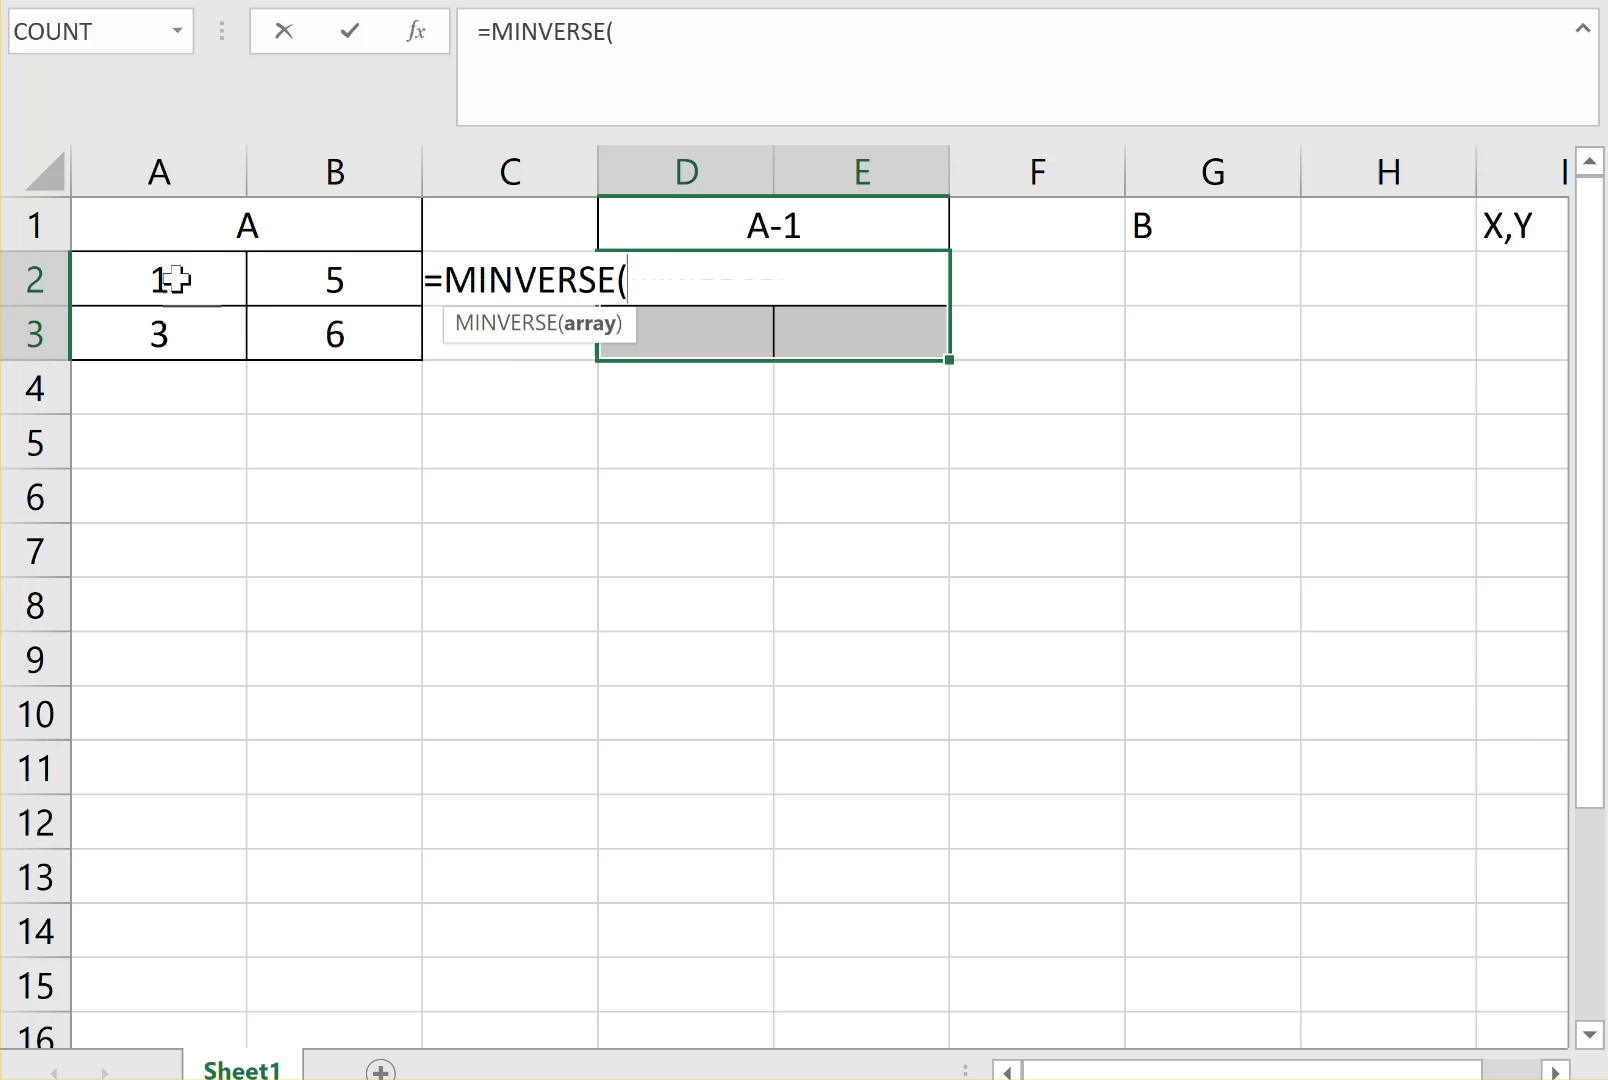 COUNT
fx
=MINVERSE(
A B C D E F G H I
1 A A-1 B X,Y
2 1 5 =MINVERSE(
MINVERSE(array)
3 3 6
4
5
6
7
8
9
10
11
12
13
14
15
16
Sheet1